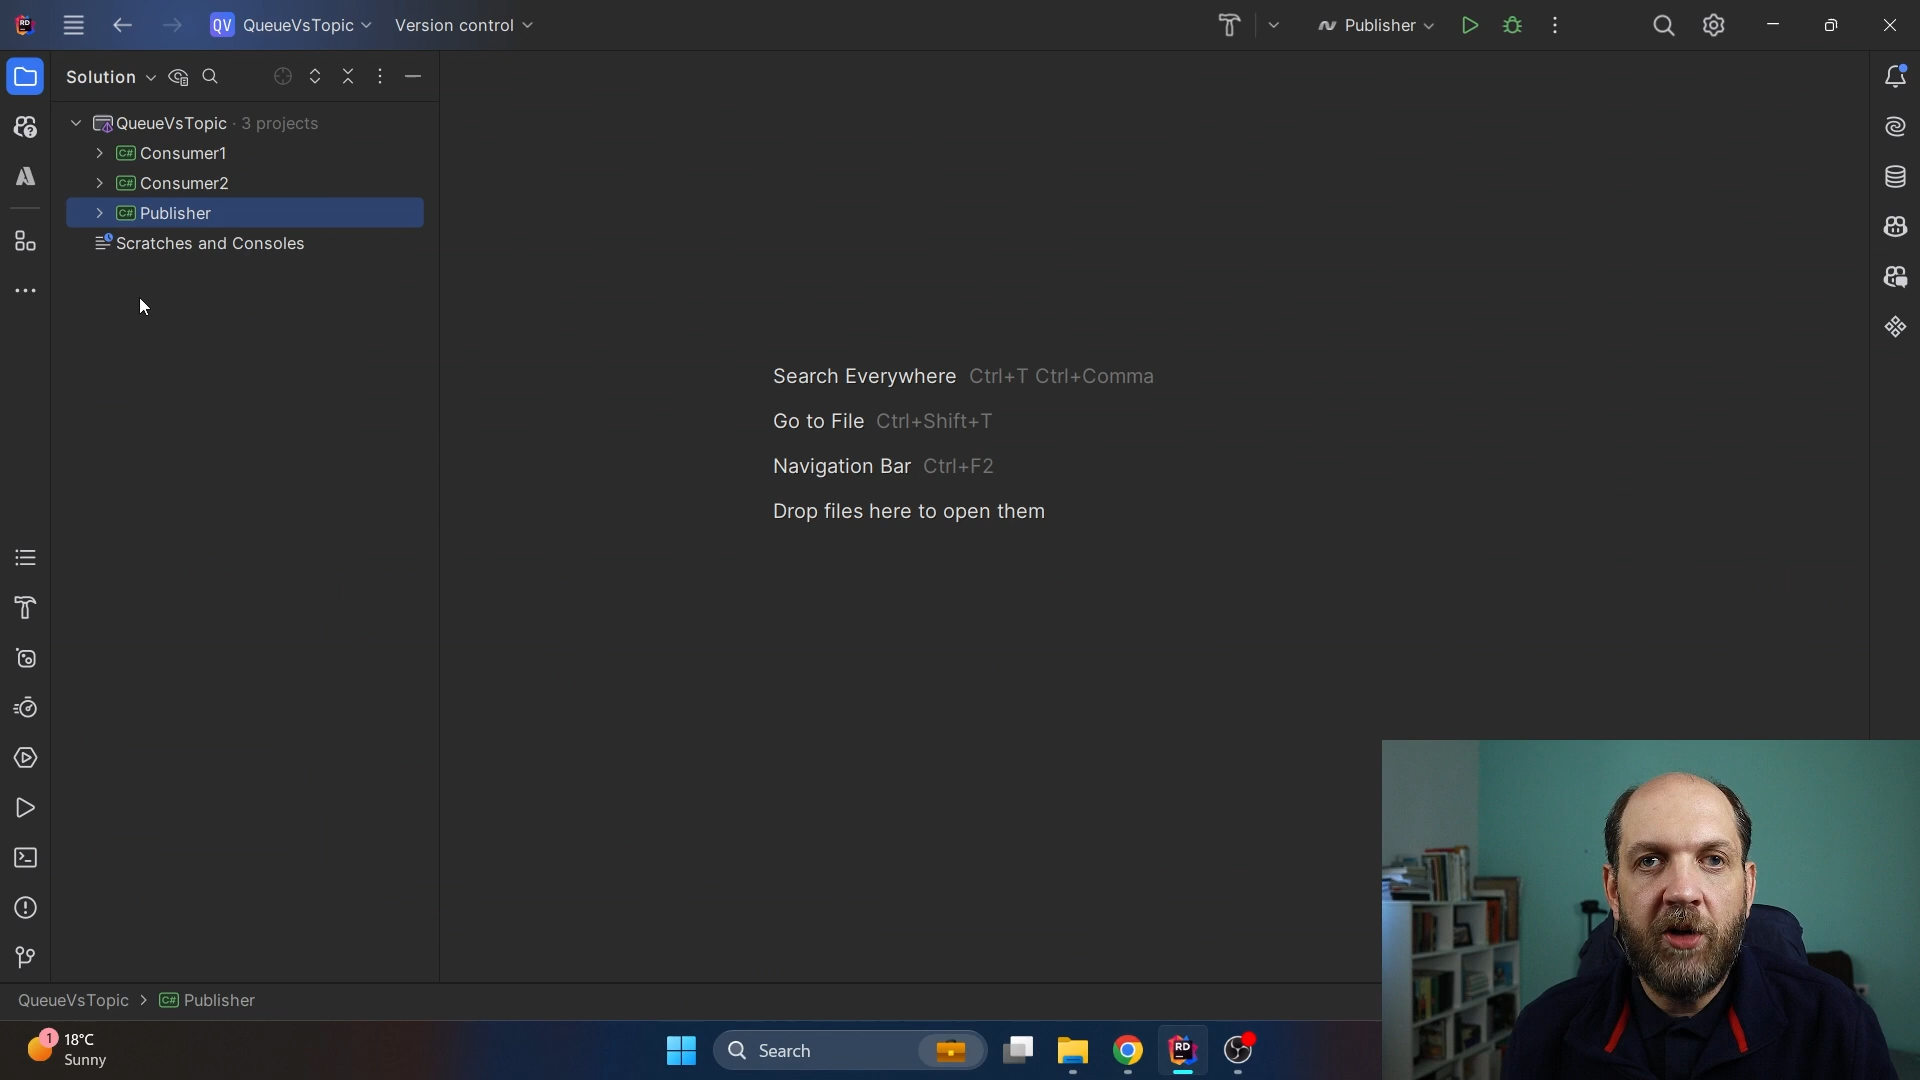 QV QueueVsTopic
Version control
Publisher
Solution
QueueVsTopic · 3 projects
C# Consumer1
C# Consumer2
C# Publisher
Scratches and Consoles
Search Everywhere Ctrl+T Ctrl+Comma
Go to File Ctrl+Shift+T
Navigation Bar Ctrl+F2
Drop files here to open them
QueueVsTopic > C# Publisher
1
18°C
Sunny
Search
RD